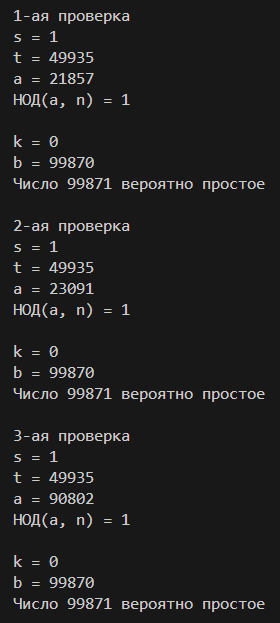 1-ая проверка
s = 1
t = 49935
a = 21857
НОД(a, n) = 1
k = 0
b = 99870
Число 99871 вероятно простое
2-ая проверка
s = 1
t = 49935
a = 23091
НОД(a, n) = 1
k = 0
b = 99870
Число 99871 вероятно простое
3-ая проверка
s = 1
t = 49935
a = 90802
НОД(a, n) = 1
k = 0
b = 99870
Число 99871 вероятно простое